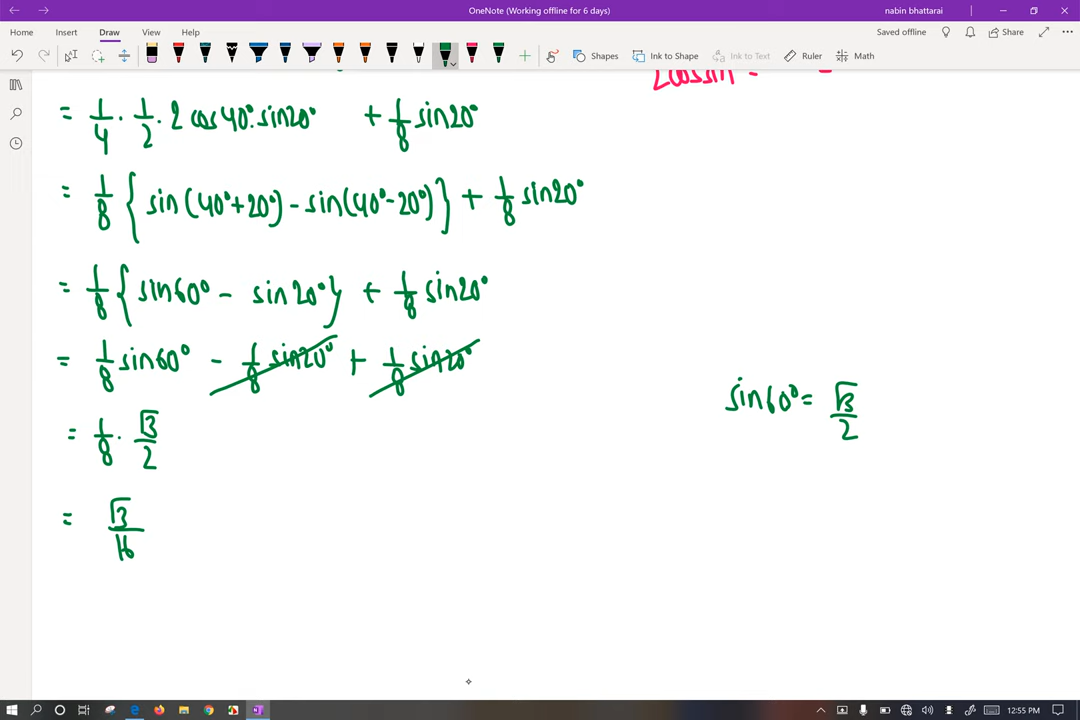 OneNote (Working offline for 6 days)
nabin bhattarai
Home Insert Draw View Help
Saved offline Share
Shapes Ink to Shape Ink to Text Ruler Math
2cossin =
= 1/4 · 1/2 · 2 cos40°.sin20° + 1/8 sin20°
= 1/8 { sin(40°+20°) - sin(40°-20°) } + 1/8 sin20°
= 1/8 { sin60° - sin20° } + 1/8 sin20°
= 1/8 sin60° - 1/8 sin20° + 1/8 sin20°
sin60° = √3/2
= 1/8 · √3/2
= √3/16
12:55 PM